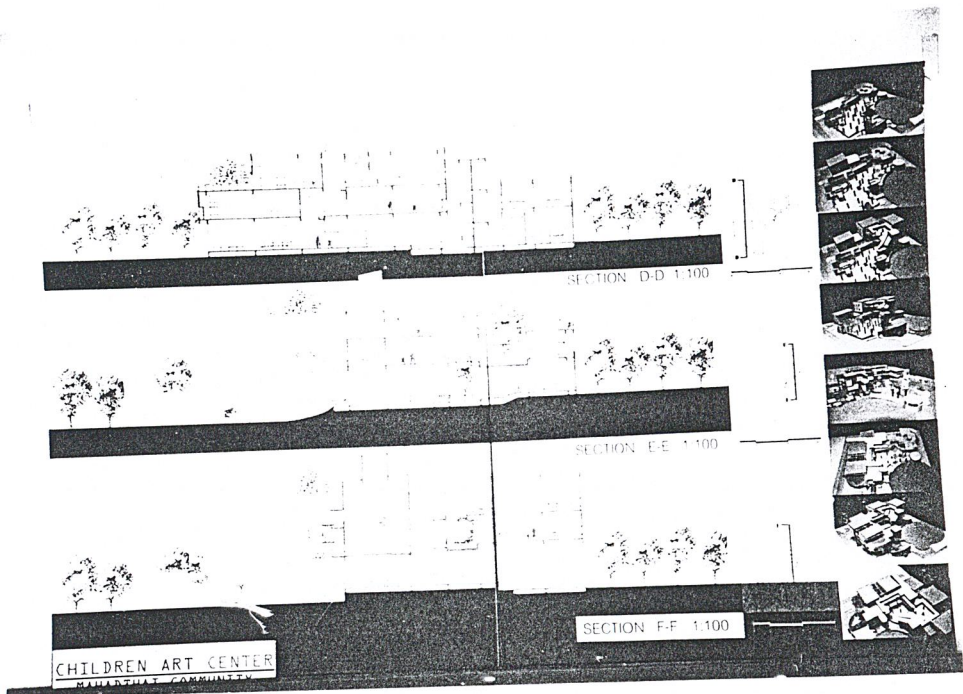 SECTION D-D 1:100
SECTION E-E 1:100
SECTION F-F 1:100
CHILDREN ART CENTER
MAHADTHAI COMMUNITY